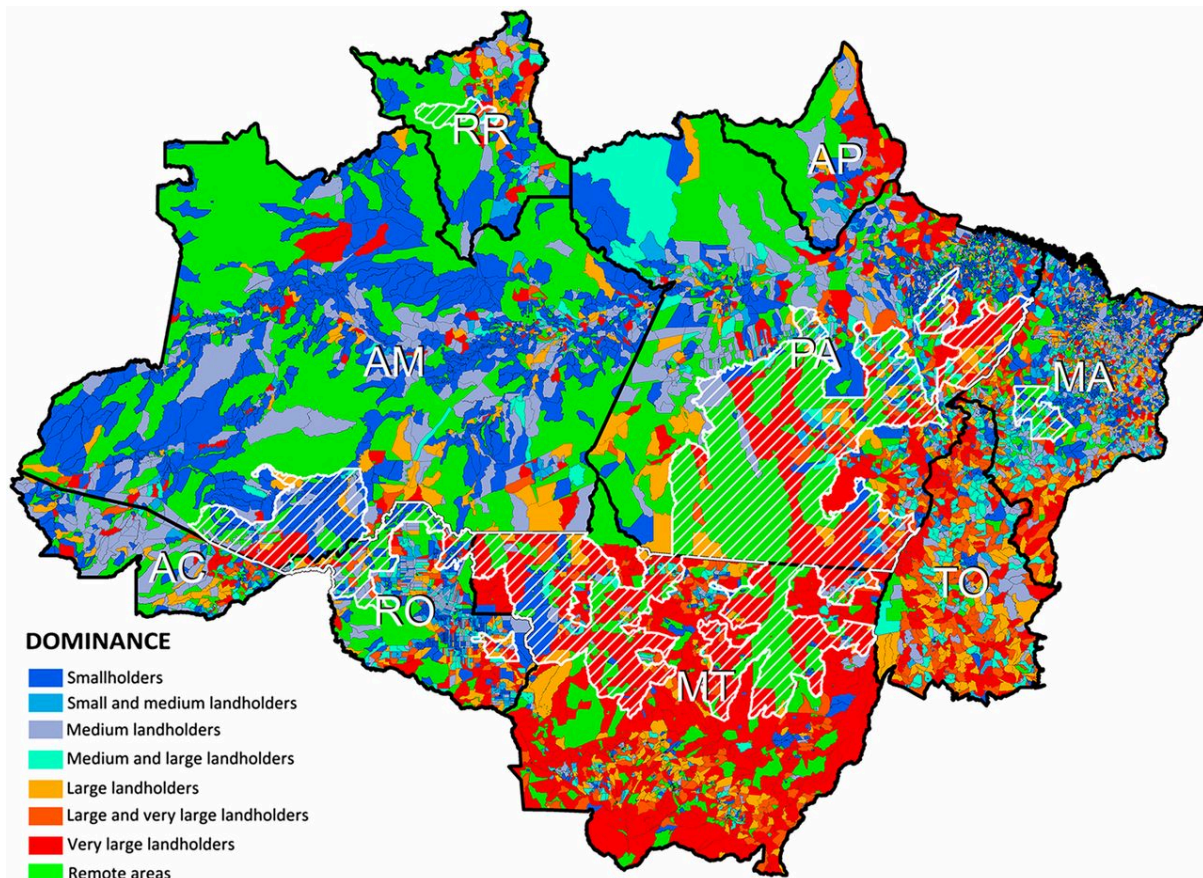 RR
AP
AM
PA
MA
AC
RO
TO
MT
DOMINANCE
Smallholders
Small and medium landholders
Medium landholders
Medium and large landholders
Large landholders
Large and very large landholders
Very large landholders
Remote areas